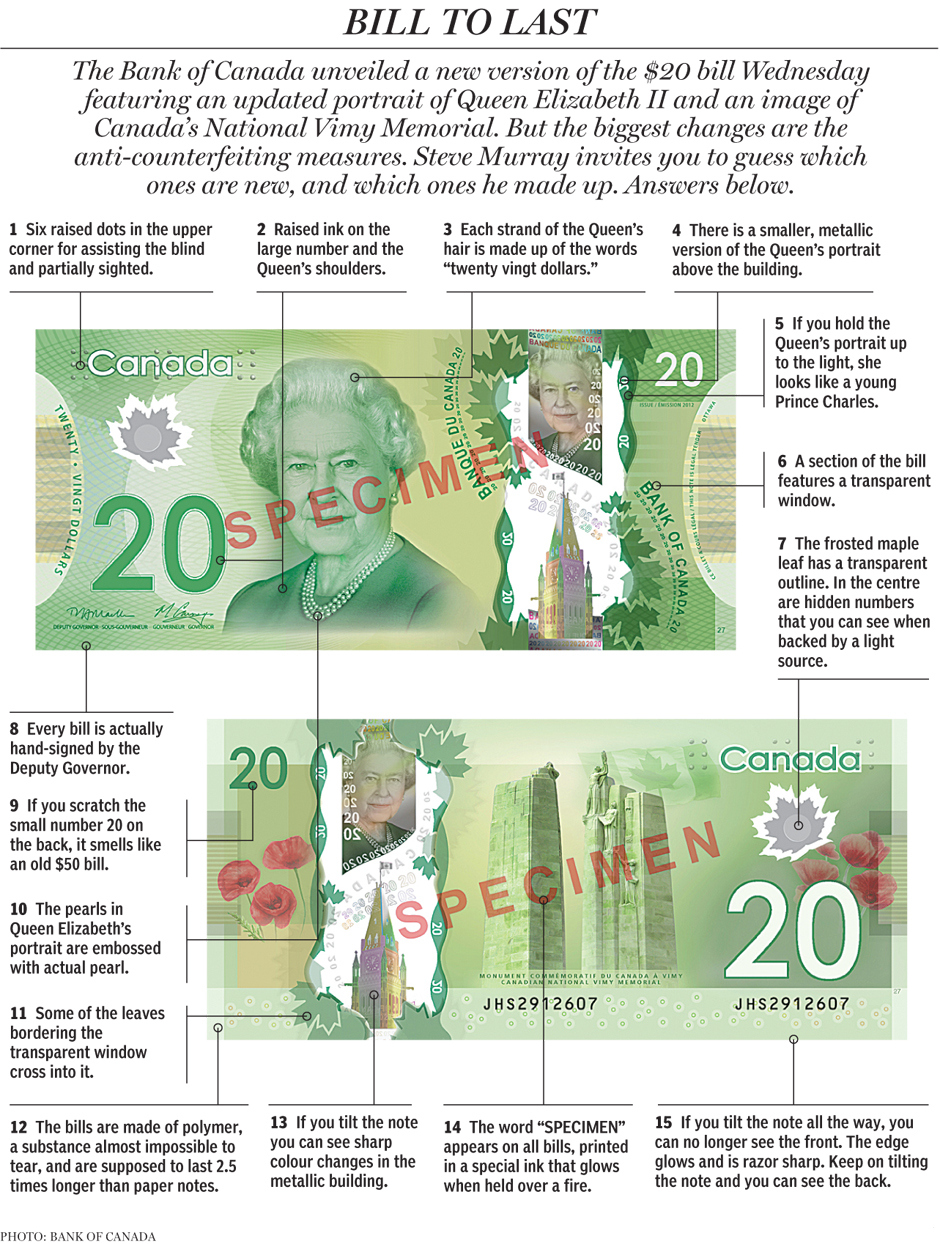 BILL TO LAST
The Bank of Canada unveiled a new version of the $20 bill Wednesday
featuring an updated portrait of Queen Elizabeth II and an image of
Canada's National Vimy Memorial. But the biggest changes are the
anti-counterfeiting measures. Steve Murray invites you to guess which
ones are new, and which ones he made up. Answers below.
1 Six raised dots in the upper
corner for assisting the blind
and partially sighted.
2 Raised ink on the
large number and the
Queen's shoulders.
3 Each strand of the Queen's
hair is made up of the words
“twenty vingt dollars.”
4 There is a smaller, metallic
version of the Queen's portrait
above the building.
5 If you hold the
Queen's portrait up
to the light, she
looks like a young
Prince Charles.
6 A section of the bill
features a transparent
window.
7 The frosted maple
leaf has a transparent
outline. In the centre
are hidden numbers
that you can see when
backed by a light
source.
Canada
TWENTY • VINGT DOLLARS
20
SPECIMEN
BANQUE DU CANADA 20
BANK OF CANADA 20
20
ISSUE / ÉMISSION 2012
OTTAWA
20
20
20
20
DEPUTY GOVERNOR - SOUS-GOUVERNEUR
GOUVERNEUR GOVERNOR
27
8 Every bill is actually
hand-signed by the
Deputy Governor.
9 If you scratch the
small number 20 on
the back, it smells like
an old $50 bill.
10 The pearls in
Queen Elizabeth's
portrait are embossed
with actual pearl.
11 Some of the leaves
bordering the
transparent window
cross into it.
20
Canada
SPECIMEN
20
MONUMENT COMMÉMORATIF DU CANADA À VIMY
CANADIAN NATIONAL VIMY MEMORIAL
JHS2912607
JHS2912607
27
12 The bills are made of polymer,
a substance almost impossible to
tear, and are supposed to last 2.5
times longer than paper notes.
13 If you tilt the note
you can see sharp
colour changes in the
metallic building.
14 The word “SPECIMEN”
appears on all bills, printed
in a special ink that glows
when held over a fire.
15 If you tilt the note all the way, you
can no longer see the front. The edge
glows and is razor sharp. Keep on tilting
the note and you can see the back.
PHOTO: BANK OF CANADA